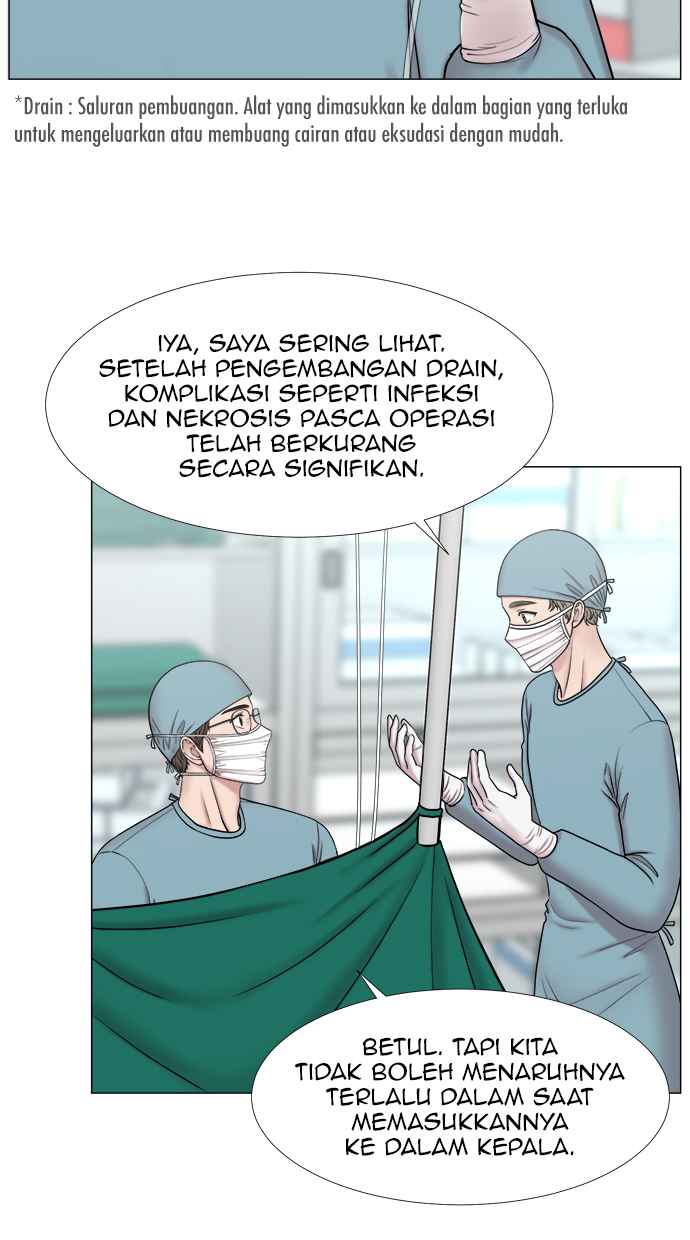 *Drain : Saluran pembuangan. Alat yang dimasukkan ke dalam bagian yang terluka
untuk mengeluarkan atau membuang cairan atau eksudasi dengan mudah.
IYA, SAYA SERING LIHAT.
SETELAH PENGEMBANGAN DRAIN,
KOMPLIKASI SEPERTI INFEKSI
DAN NEKROSIS PASCA OPERASI
TELAH BERKURANG
SECARA SIGNIFIKAN.
BETUL. TAPI KITA
TIDAK BOLEH MENARUHNYA
TERLALU DALAM SAAT
MEMASUKKANNYA
KE DALAM KEPALA.